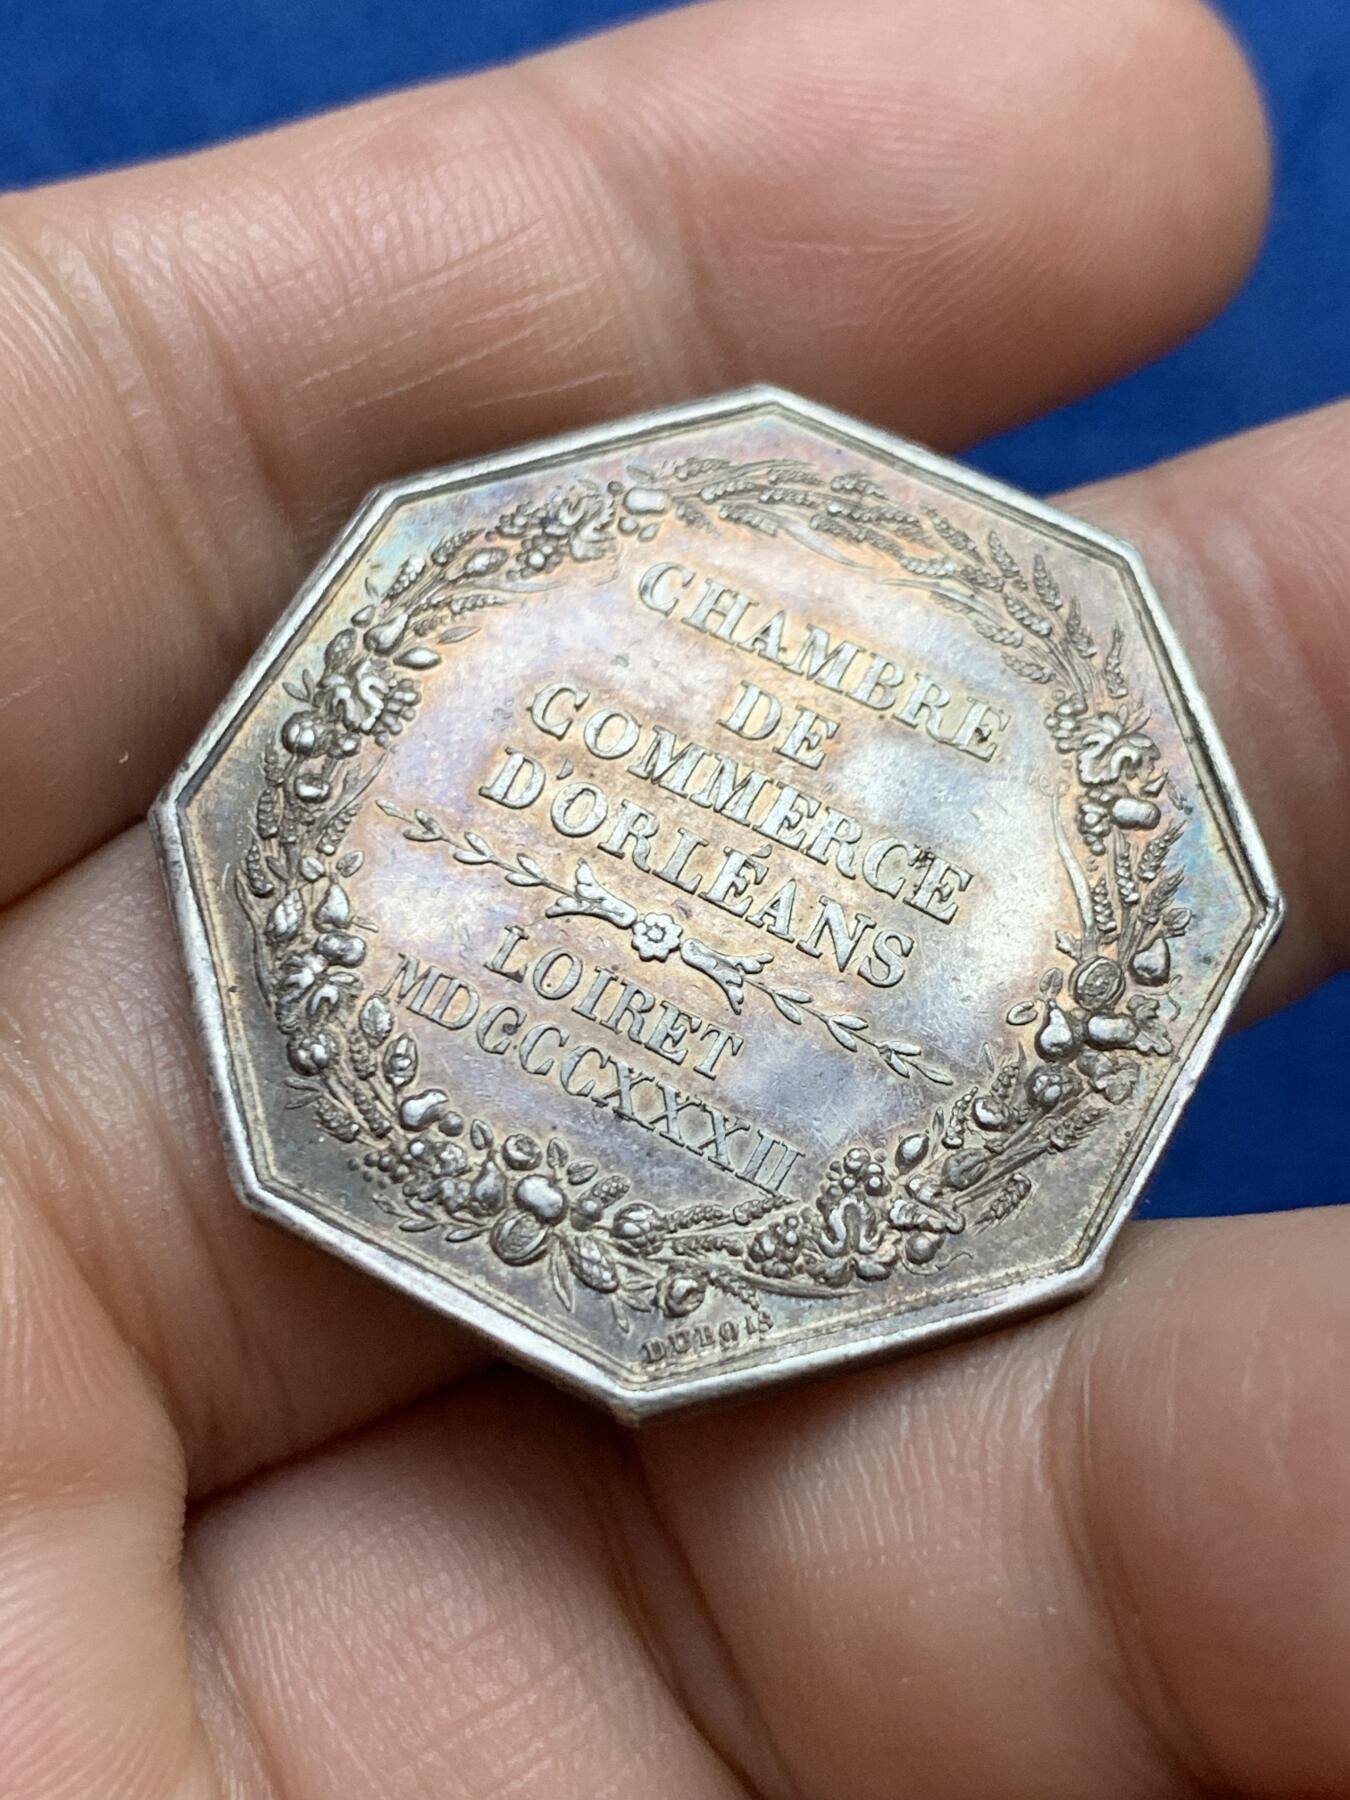 CHAMBRE
DE
COMMERCE
D'ORLÉANS
LOIRET
MDCCCXXXII
DUBOIS